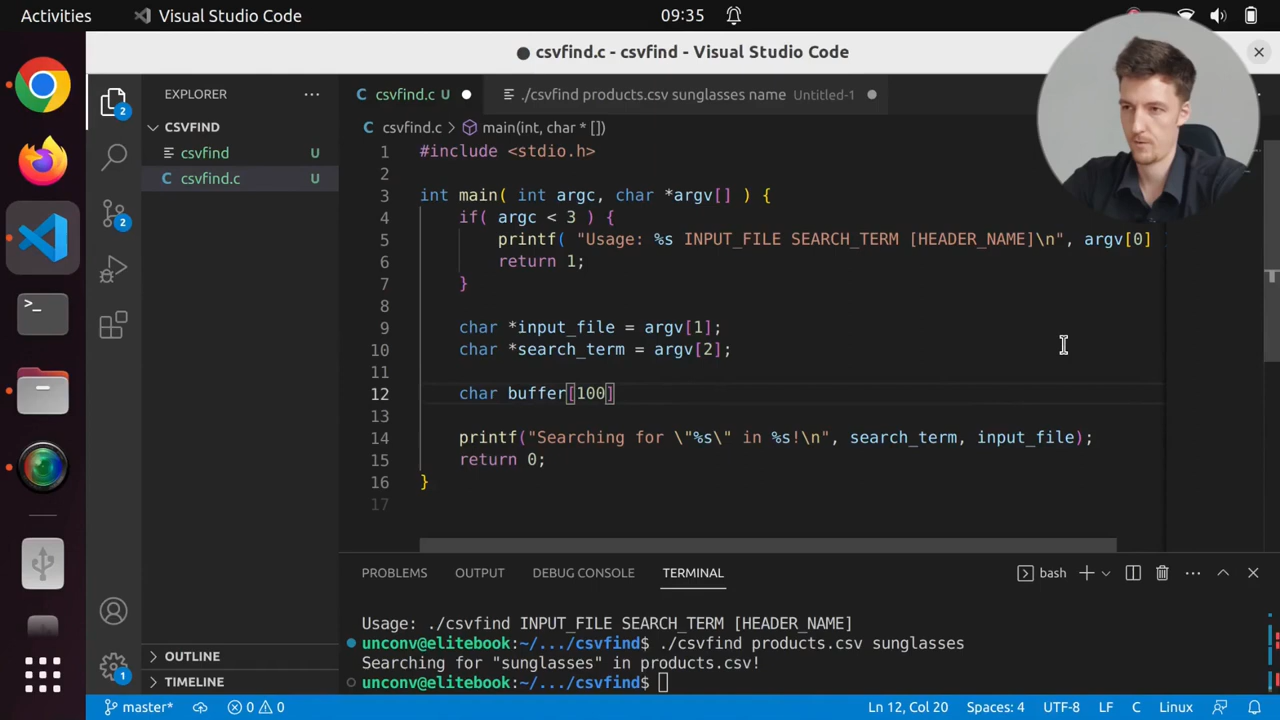 Activities
Visual Studio Code
09:35
csvfind.c - csvfind - Visual Studio Code
EXPLORER
CSVFIND
csvfind U
csvfind.c U
OUTLINE
TIMELINE
csvfind.c U
./csvfind products.csv sunglasses name Untitled-1
csvfind.c > main(int, char * [])
1 #include <stdio.h>
2
3 int main( int argc, char *argv[] ) {
4 if( argc < 3 ) {
5 printf( "Usage: %s INPUT_FILE SEARCH_TERM [HEADER_NAME]\n", argv[0]
6 return 1;
7 }
8
9 char *input_file = argv[1];
10 char *search_term = argv[2];
11
12 char buffer[100]
13
14 printf("Searching for \"%s\" in %s!\n", search_term, input_file);
15 return 0;
16 }
17
PROBLEMS OUTPUT DEBUG CONSOLE TERMINAL
bash
Usage: ./csvfind INPUT_FILE SEARCH_TERM [HEADER_NAME]
unconv@elitebook:~/.../csvfind$ ./csvfind products.csv sunglasses
Searching for "sunglasses" in products.csv!
unconv@elitebook:~/.../csvfind$
2
2
1
master* 0 0 Ln 12, Col 20 Spaces: 4 UTF-8 LF C Linux